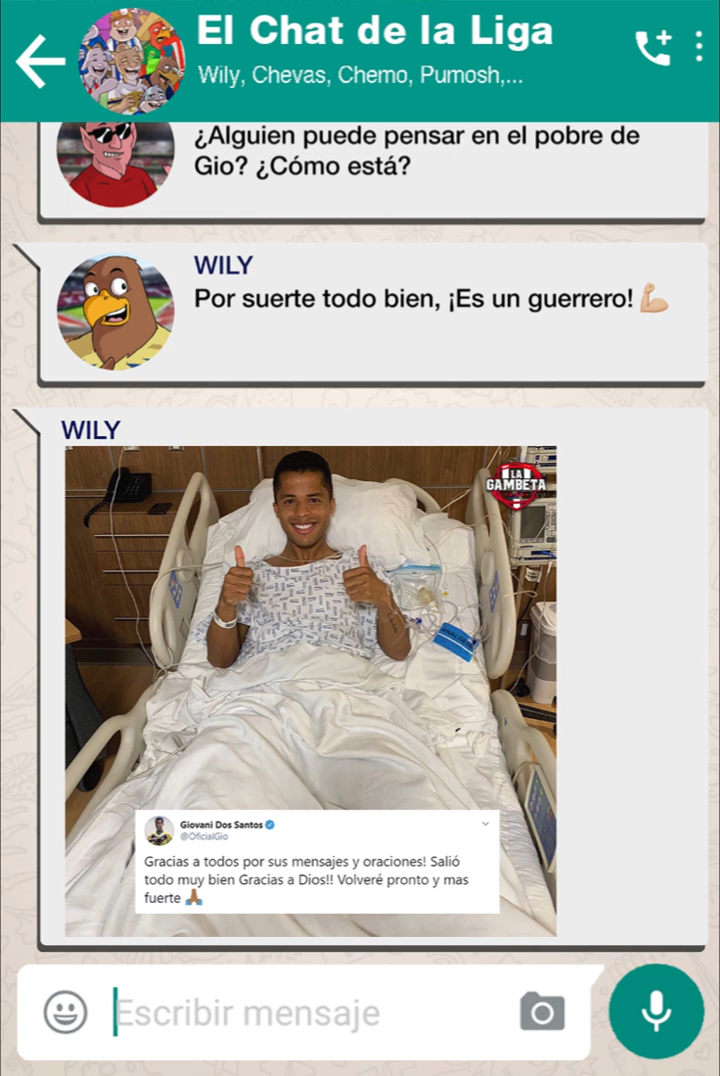 El Chat de la Liga
Wily, Chevas, Chemo, Pumosh,...
¿Alguien puede pensar en el pobre de
Gio? ¿Cómo está?
WILY
Por suerte todo bien, ¡Es un guerrero! 💪🏼
WILY
LA
GAMBETA
Giovani Dos Santos
@OficialGio
Gracias a todos por sus mensajes y oraciones! Salió
todo muy bien Gracias a Dios!! Volveré pronto y mas
fuerte 🙏🏾
Escribir mensaje